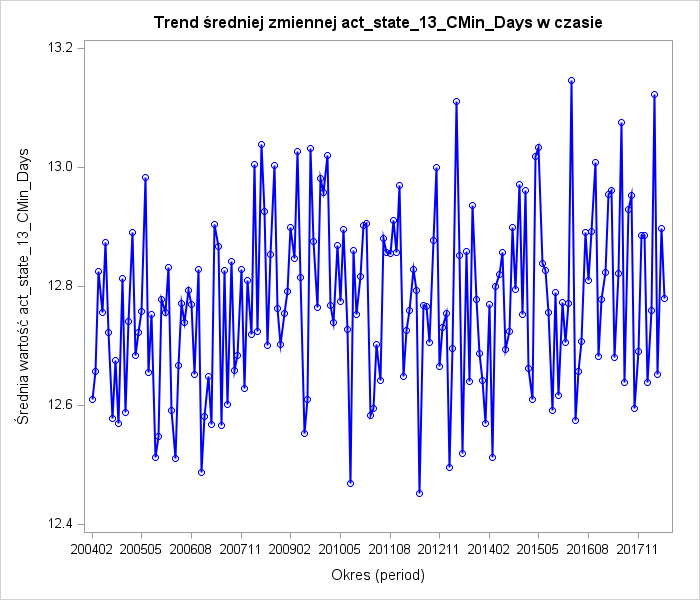 Trend średniej zmiennej act_state_13_CMin_Days w czasie
Średnia wartość act_state_13_CMin_Days
13.2
13.0
12.8
12.6
12.4
200402 200505 200608 200711 200902 201005 201108 201211 201402 201505 201608 201711
Okres (period)